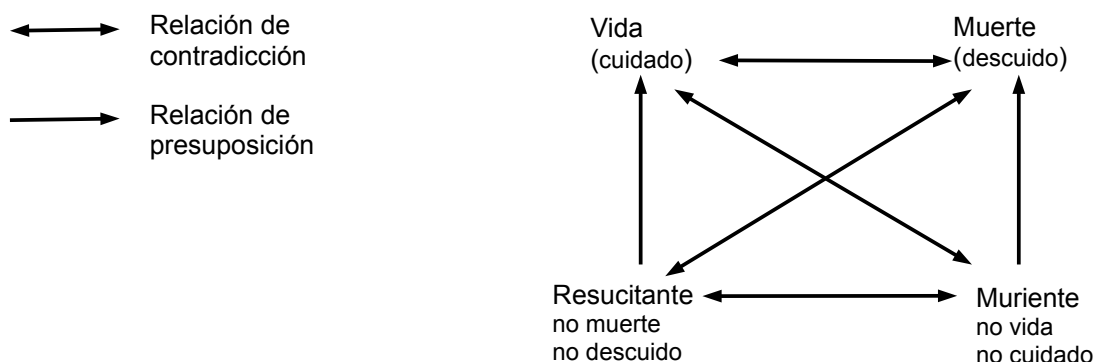 Relación de
contradicción
Relación de
presuposición
Vida
(cuidado)
Muerte
(descuido)
Resucitante
no muerte
no descuido
Muriente
no vida
no cuidado